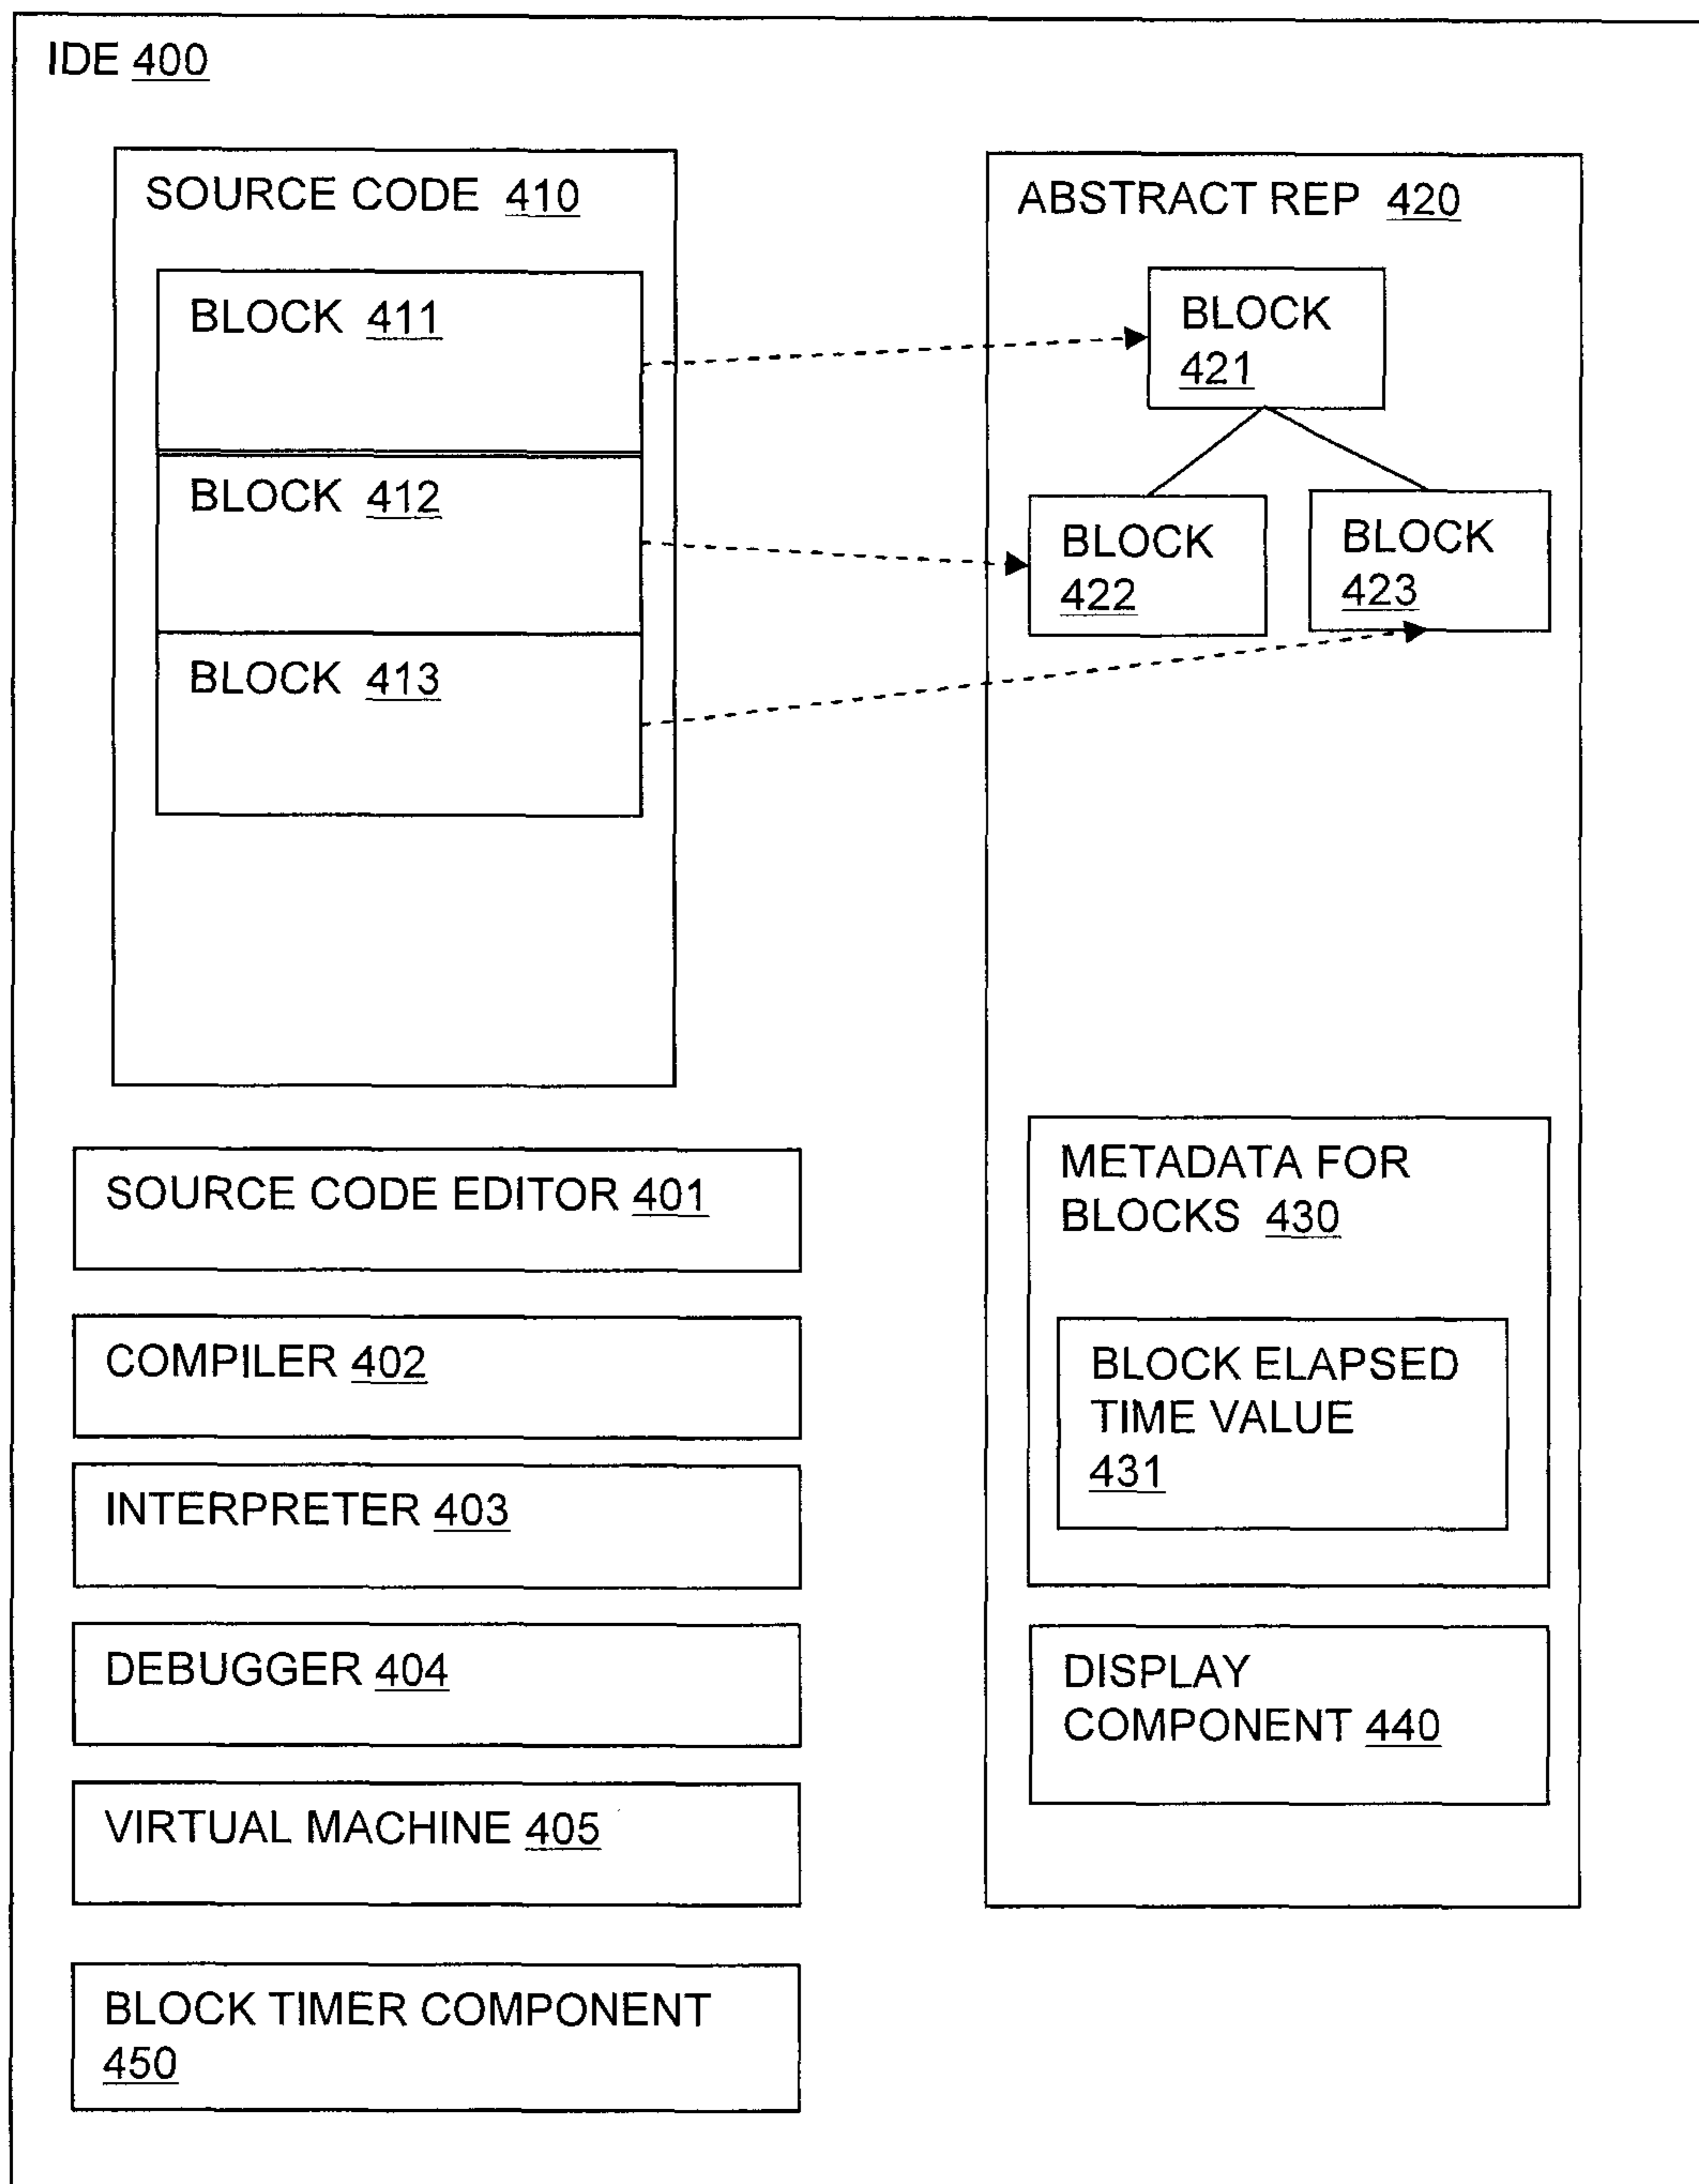 IDE 400
SOURCE CODE 410
BLOCK 411
BLOCK 412
BLOCK 413
SOURCE CODE EDITOR 401
COMPILER 402
INTERPRETER 403
DEBUGGER 404
VIRTUAL MACHINE 405
BLOCK TIMER COMPONENT
450
ABSTRACT REP 420
BLOCK
421
BLOCK
422
BLOCK
423
METADATA FOR
BLOCKS 430
BLOCK ELAPSED
TIME VALUE
431
DISPLAY
COMPONENT 440